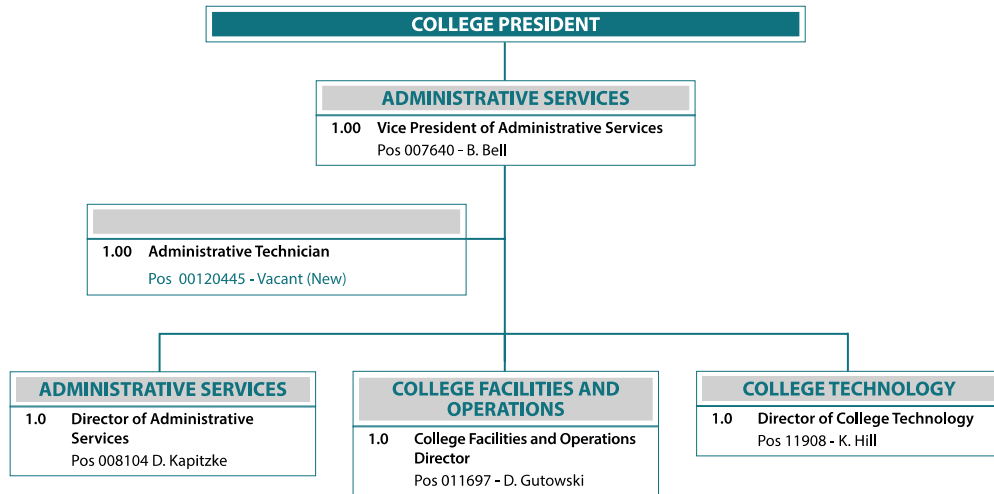 COLLEGE PRESIDENT
ADMINISTRATIVE SERVICES
1.00 Vice President of Administrative Services
Pos 007640 - B. Bell
1.00 Administrative Technician
Pos 00120445 - Vacant (New)
ADMINISTRATIVE SERVICES
1.0 Director of Administrative
Services
Pos 008104 D. Kapitzke
COLLEGE FACILITIES AND
OPERATIONS
1.0 College Facilities and Operations
Director
Pos 011697 - D. Gutowski
COLLEGE TECHNOLOGY
1.0 Director of College Technology
Pos 11908 - K. Hill